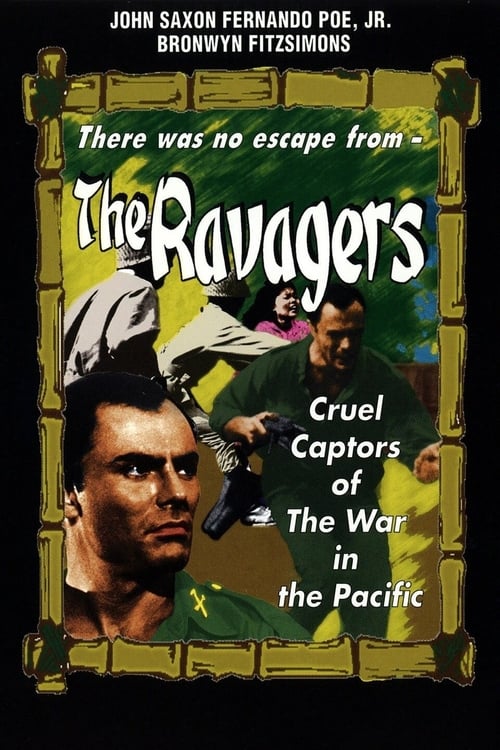 JOHN SAXON FERNANDO POE, JR.
BRONWYN FITZSIMONS
There was no escape from-
The Ravagers
Cruel
Captors
of
The War
in
the Pacific